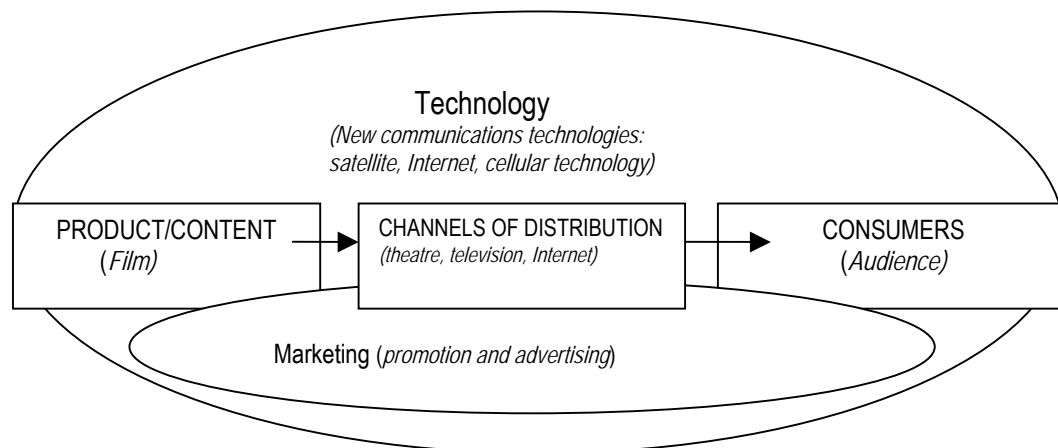 Technology
(New communications technologies:
satellite, Internet, cellular technology)
PRODUCT/CONTENT
(Film)
CHANNELS OF DISTRIBUTION
(theatre, television, Internet)
CONSUMERS
(Audience)
Marketing (promotion and advertising)